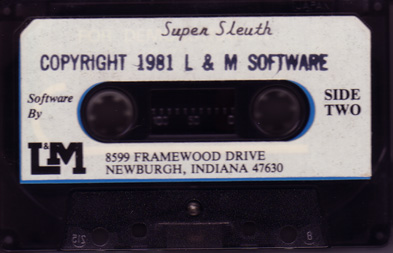 Super Sleuth
COPYRIGHT 1981 L & M SOFTWARE
Software
By
SIDE
TWO
L&M
8599 FRAMEWOOD DRIVE
NEWBURGH, INDIANA 47630